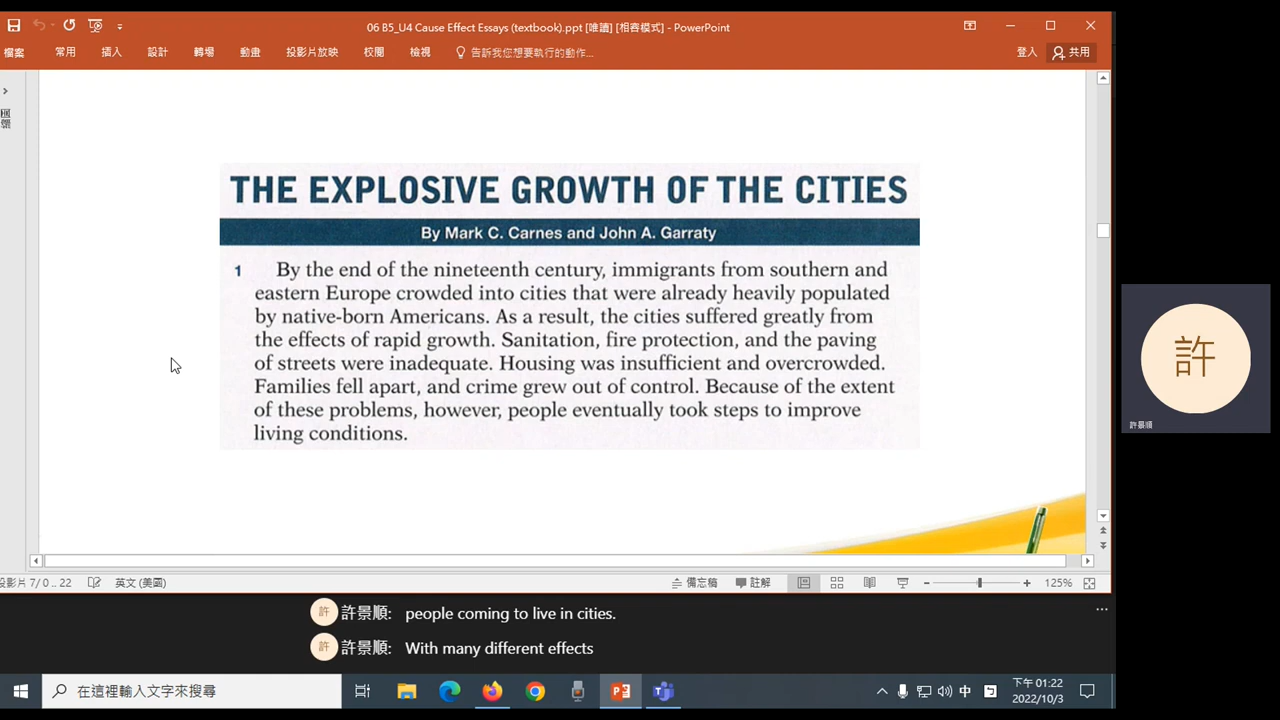 06 B5_U4 Cause Effect Essays (textbook).ppt [唯讀] [相容模式] - PowerPoint
檔案 常用 插入 設計 轉場 動畫 投影片放映 校閱 檢視 告訴我您想要執行的動作... 登入 共用
THE EXPLOSIVE GROWTH OF THE CITIES
By Mark C. Carnes and John A. Garraty
1 By the end of the nineteenth century, immigrants from southern and
eastern Europe crowded into cities that were already heavily populated
by native-born Americans. As a result, the cities suffered greatly from
the effects of rapid growth. Sanitation, fire protection, and the paving
of streets were inadequate. Housing was insufficient and overcrowded.
Families fell apart, and crime grew out of control. Because of the extent
of these problems, however, people eventually took steps to improve
living conditions.
許
許景順
投影片 7/ 0 .. 22 英文 (美國) 備忘稿 註解 125%
許 許景順: people coming to live in cities.
許 許景順: With many different effects
在這裡輸入文字來搜尋 中 下午 01:22
2022/10/3